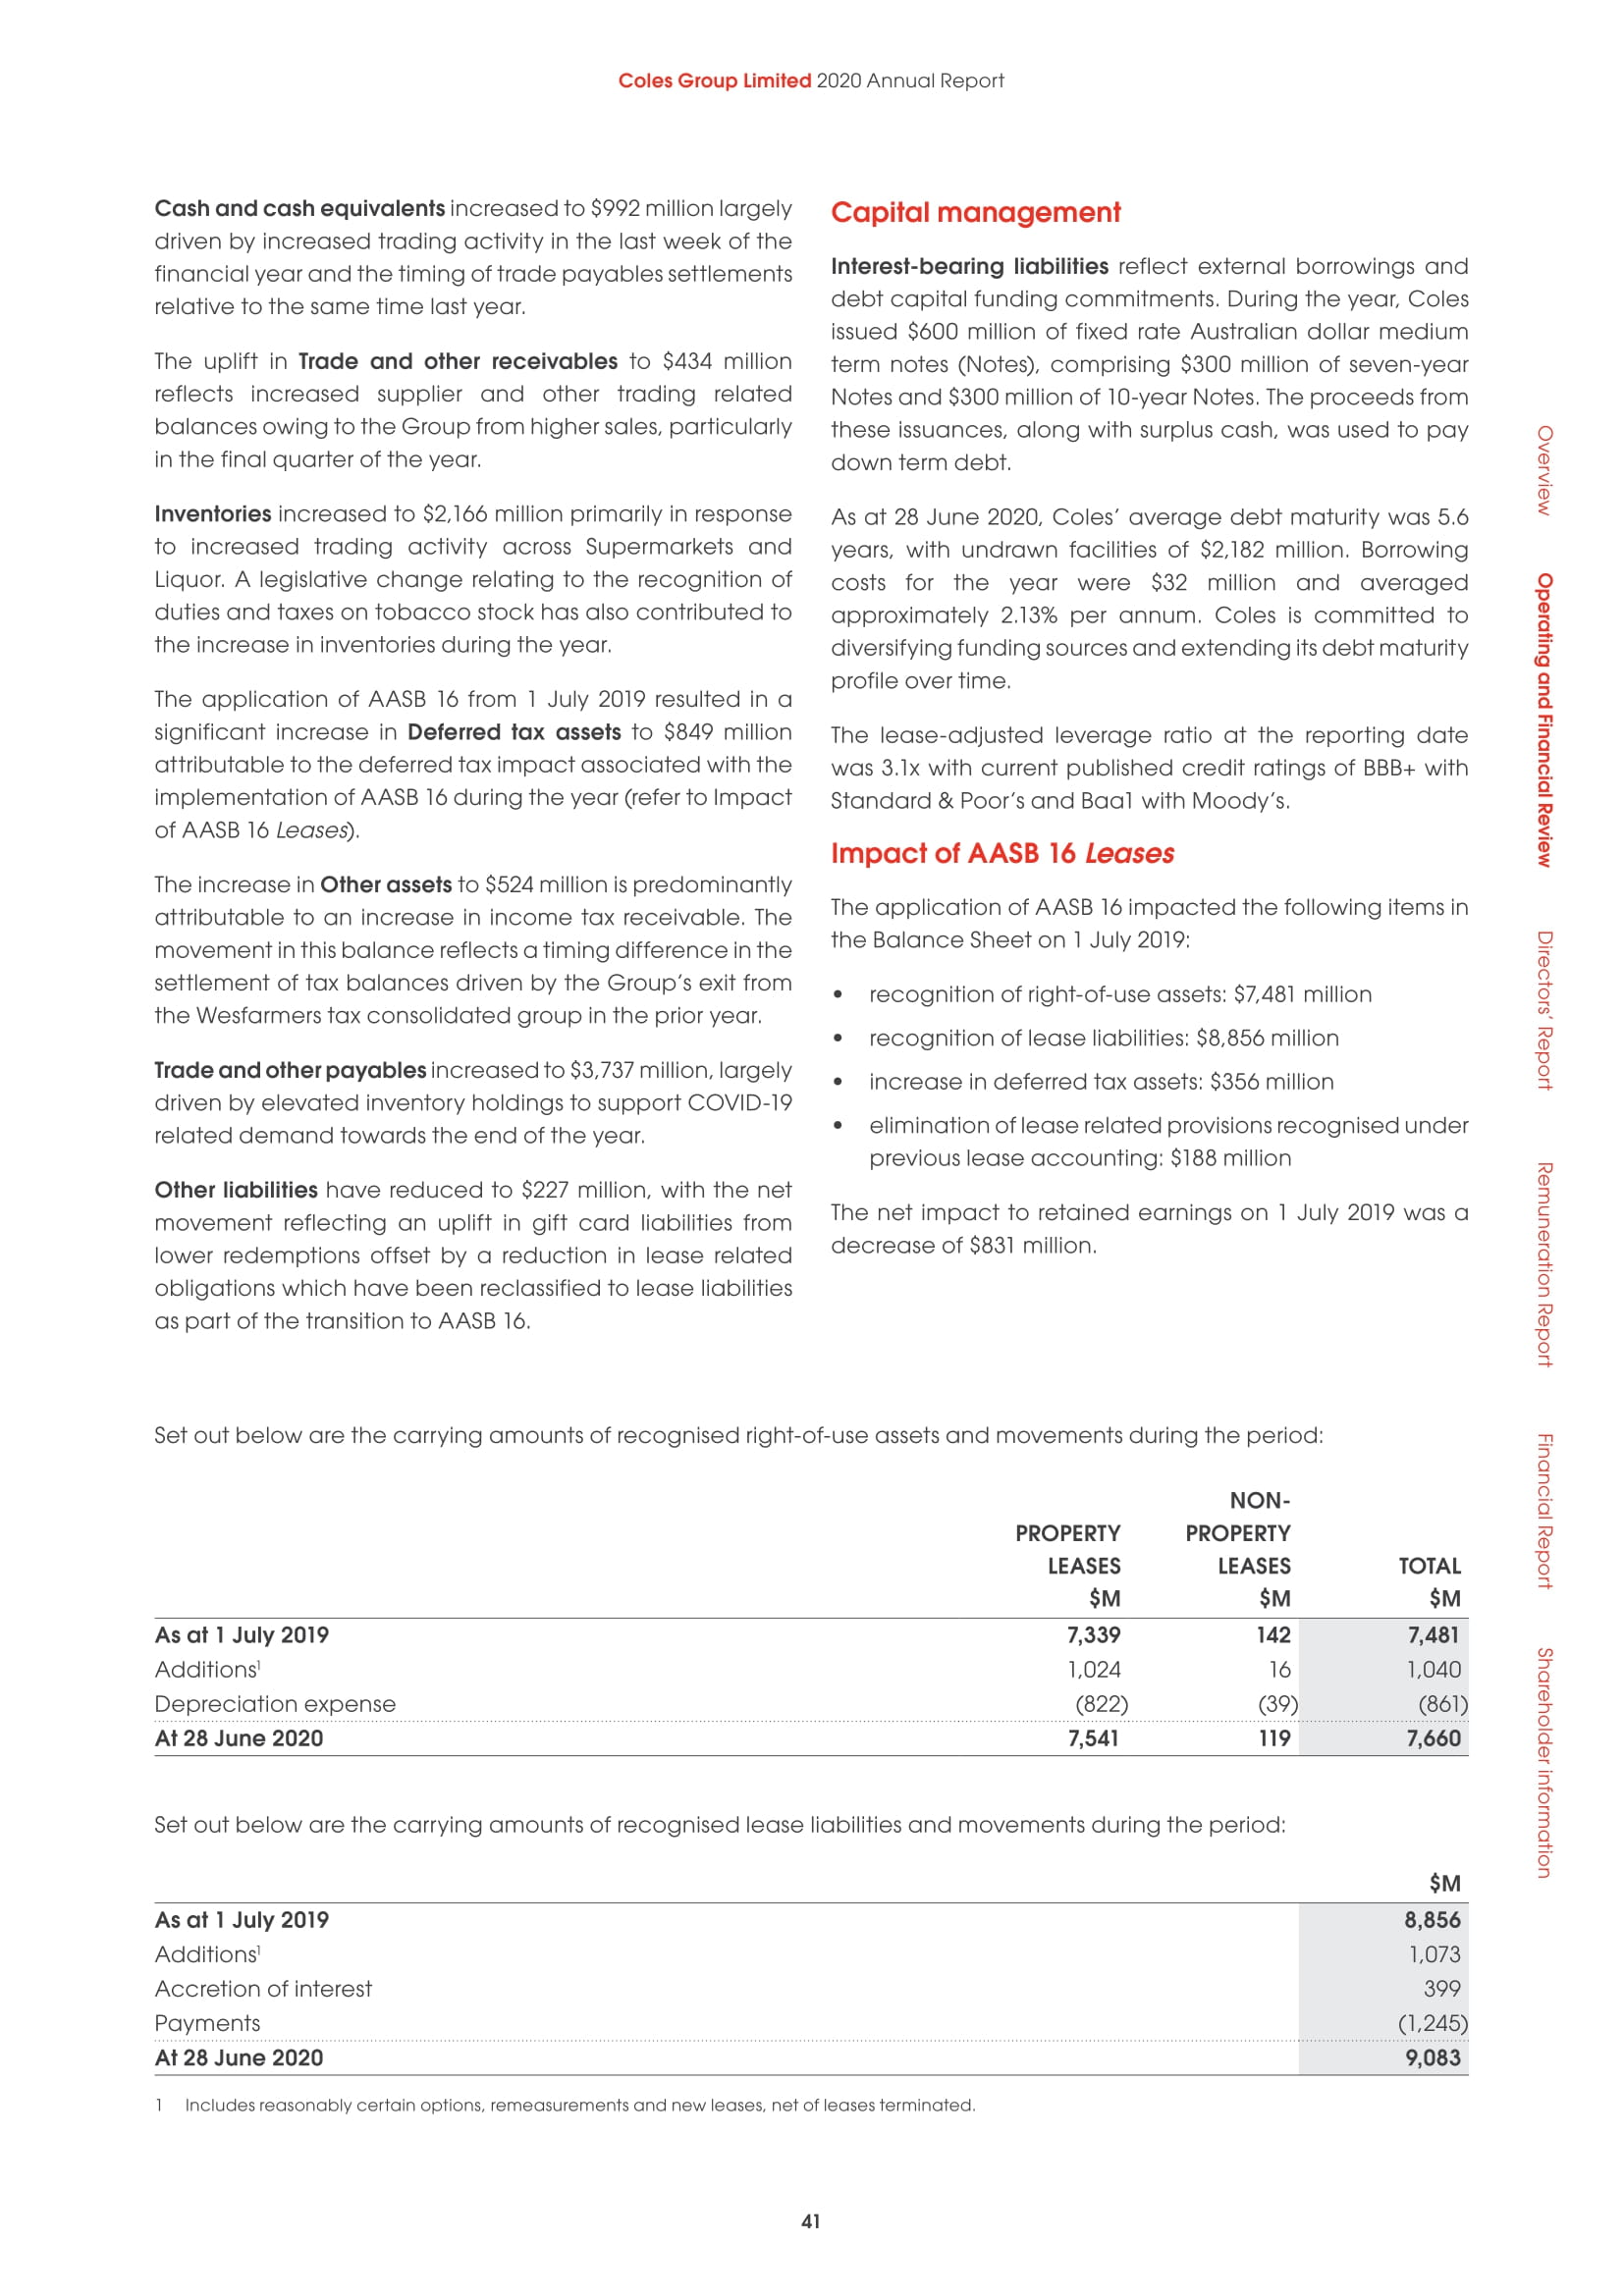 Coles Group Limited 2020 Annual Report
Cash and cash equivalents increased to $992 million largely
driven by increased trading activity in the last week of the
financial year and the timing of trade payables settlements
relative to the same time last year.
The uplift in Trade and other receivables to $434 million
reflects increased supplier and other trading related
balances owing to the Group from higher sales, particularly
in the final quarter of the year.
Inventories increased to $2,166 million primarily in response
to increased trading activity across Supermarkets and
Liquor. A legislative change relating to the recognition of
duties and taxes on tobacco stock has also contributed to
the increase in inventories during the year.
The application of AASB 16 from 1 July 2019 resulted in a
significant increase in Deferred tax assets to $849 million
attributable to the deferred tax impact associated with the
implementation of AASB 16 during the year (refer to Impact
of AASB 16 Leases).
The increase in Other assets to $524 million is predominantly
attributable to an increase in income tax receivable. The
movement in this balance reflects a timing difference in the
settlement of tax balances driven by the Group's exit from
the Wesfarmers tax consolidated group in the prior year.
Trade and other payables increased to $3,737 million, largely
driven by elevated inventory holdings to support COVID-19
related demand towards the end of the year.
Other liabilities have reduced to $227 million, with the net
movement reflecting an uplift in gift card liabilities from
lower redemptions offset by a reduction in lease related
obligations which have been reclassified to lease liabilities
as part of the transition to AASB 16.
Capital management
Interest-bearing liabilities reflect external borrowings and
debt capital funding commitments. During the year, Coles
issued $600 million of fixed rate Australian dollar medium
term notes (Notes), comprising $300 million of seven-year
Notes and $300 million of 10-year Notes. The proceeds from
these issuances, along with surplus cash, was used to pay
down term debt.
As at 28 June 2020, Coles' average debt maturity was 5.6
years, with undrawn facilities of $2,182 million. Borrowing
costs for the year were $32 million and averaged
approximately 2.13% per annum. Coles is committed to
diversifying funding sources and extending its debt maturity
profile over time.
The lease-adjusted leverage ratio at the reporting date
was 3.1x with current published credit ratings of BBB+ with
Standard & Poor's and Baa1 with Moody's.
Impact of AASB 16 Leases
The application of AASB 16 impacted the following items in
the Balance Sheet on 1 July 2019:
• recognition of right-of-use assets: $7,481 million
• recognition of lease liabilities: $8,856 million
• increase in deferred tax assets: $356 million
• elimination of lease related provisions recognised under
previous lease accounting: $188 million
The net impact to retained earnings on 1 July 2019 was a
decrease of $831 million.
Set out below are the carrying amounts of recognised right-of-use assets and movements during the period:
NON-
PROPERTY PROPERTY
LEASES LEASES TOTAL
$M $M $M
As at 1 July 2019 7,339 142 7,481
Additions1 1,024 16 1,040
Depreciation expense (822) (39) (861)
At 28 June 2020 7,541 119 7,660
Set out below are the carrying amounts of recognised lease liabilities and movements during the period:
$M
As at 1 July 2019 8,856
Additions1 1,073
Accretion of interest 399
Payments (1,245)
At 28 June 2020 9,083
1 Includes reasonably certain options, remeasurements and new leases, net of leases terminated.
41
Overview
Operating and Financial Review
Directors' Report
Remuneration Report
Financial Report
Shareholder information